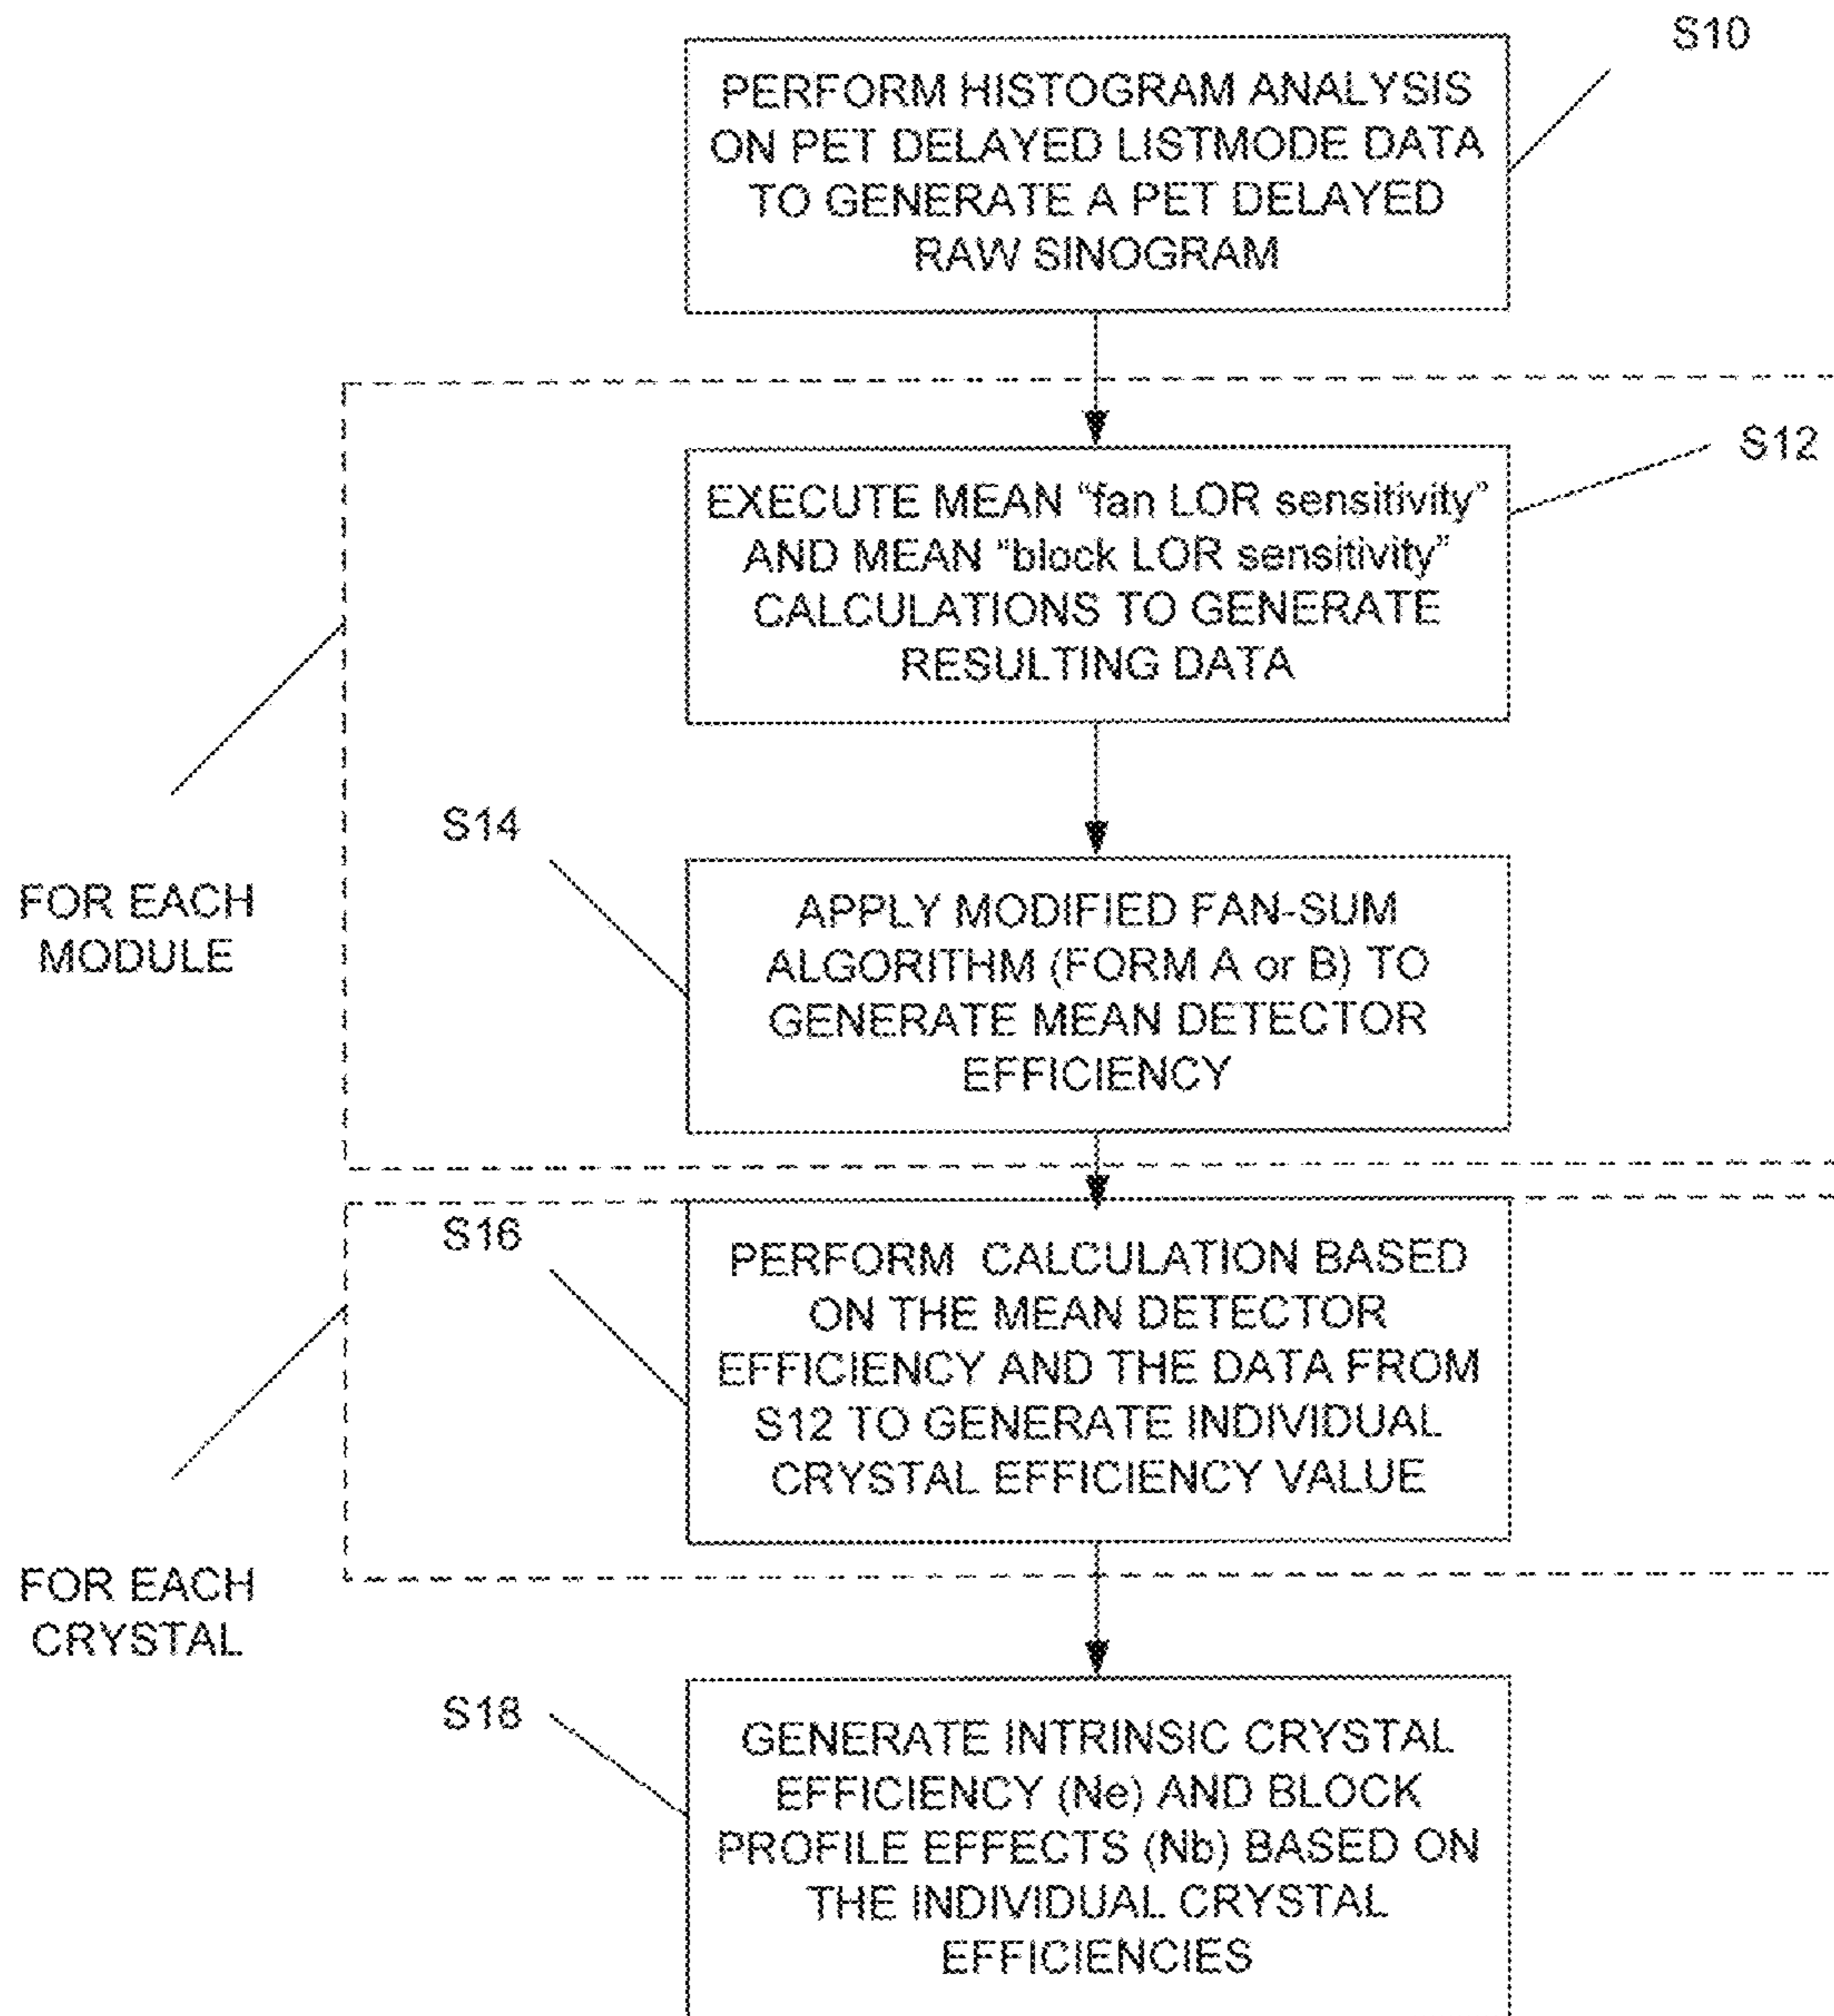 S10
PERFORM HISTOGRAM ANALYSIS
ON PET DELAYED LISTMODE DATA
TO GENERATE A PET DELAYED
RAW SINOGRAM
S12
EXECUTE MEAN “fan LOR sensitivity”
AND MEAN “block LOR sensitivity”
CALCULATIONS TO GENERATE
RESULTING DATA
S14
FOR EACH
MODULE
APPLY MODIFIED FAN-SUM
ALGORITHM (FORM A or B) TO
GENERATE MEAN DETECTOR
EFFICIENCY
S16
PERFORM CALCULATION BASED
ON THE MEAN DETECTOR
EFFICIENCY AND THE DATA FROM
S12 TO GENERATE INDIVIDUAL
CRYSTAL EFFICIENCY VALUE
FOR EACH
CRYSTAL
S18
GENERATE INTRINSIC CRYSTAL
EFFICIENCY (Ne) AND BLOCK
PROFILE EFFECTS (Nb) BASED ON
THE INDIVIDUAL CRYSTAL
EFFICIENCIES